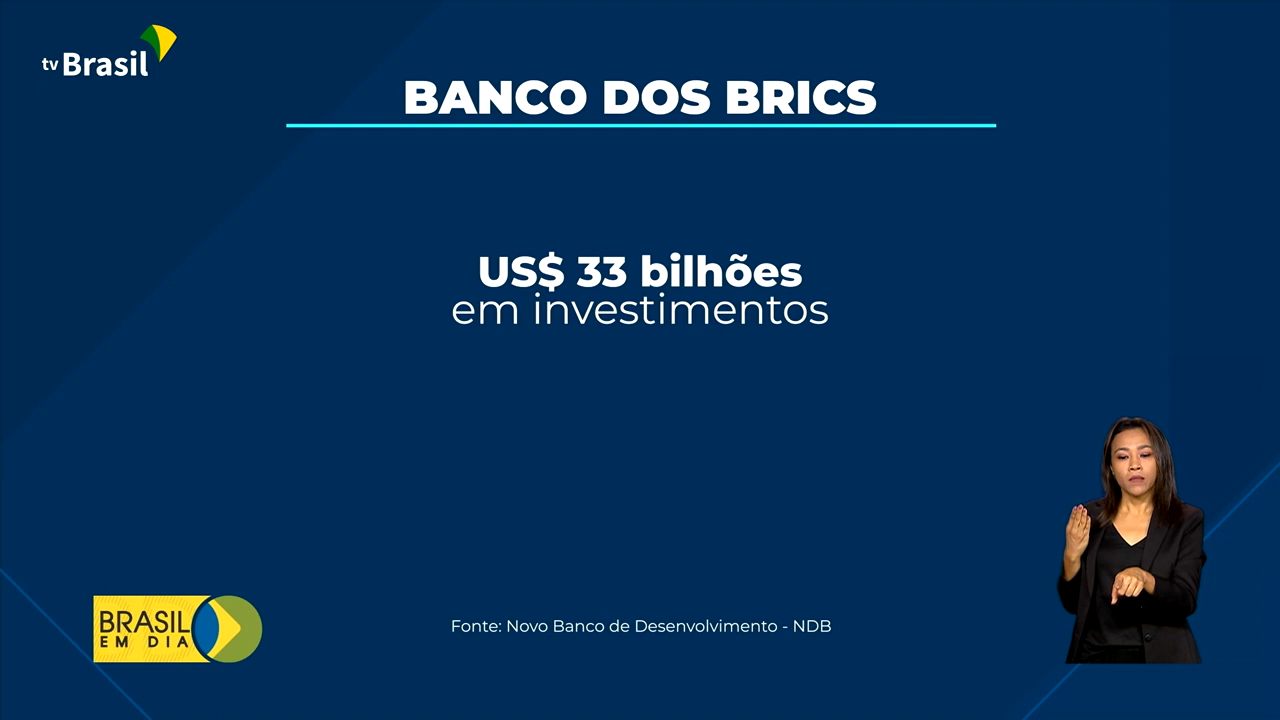 tv Brasil
BANCO DOS BRICS
US$ 33 bilhões
em investimentos
BRASIL
EM DIA
Fonte: Novo Banco de Desenvolvimento - NDB